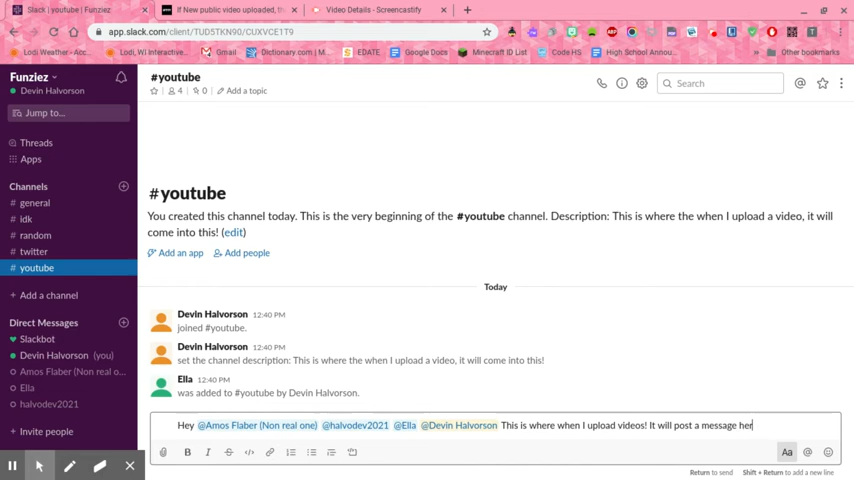 Slack | youtube | Funziez
If New public video uploaded, th
Video Details - Screencastify
app.slack.com/client/TUD5TKN90/CUXVCE1T9
Lodi Weather - Acc... Lodi, WI Interactive... Gmail Dictionary.com | M... EDATE Google Docs Minecraft ID List Code HS High School Annou... Other bookmarks
Funziez
Devin Halvorson
Jump to...
Threads
Apps
Channels
# general
# idk
# random
# twitter
# youtube
+ Add a channel
Direct Messages
Slackbot
Devin Halvorson (you)
Amos Flaber (Non real o...
Ella
halvodev2021
+ Invite people
#youtube
4 0 Add a topic
Search
#youtube
You created this channel today. This is the very beginning of the #youtube channel. Description: This is where the when I upload a video, it will
come into this! (edit)
Add an app Add people
Today
Devin Halvorson 12:40 PM
joined #youtube.
Devin Halvorson 12:40 PM
set the channel description: This is where the when I upload a video, it will come into this!
Ella 12:40 PM
was added to #youtube by Devin Halvorson.
Hey @Amos Flaber (Non real one) @halvodev2021 @Ella @Devin Halvorson This is where when I upload videos! It will post a message her
B I S Aa @
Return to send Shift + Return to add a new line